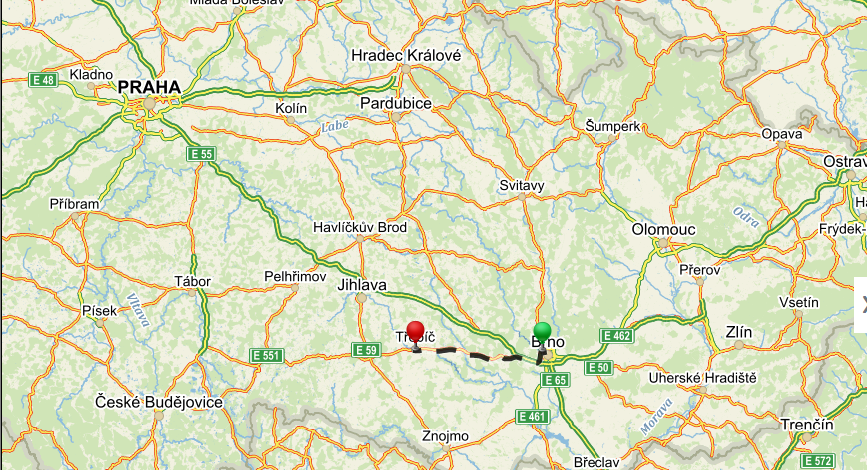 Mladá Boleslav
Hradec Králové
Kladno
E 48
PRAHA
Pardubice
Kolín
Labe
Šumperk
Opava
E 55
Ostrav
Svitavy
Příbram
Ha
Odra
Havlíčkův Brod
Olomouc
Frýdek-
Přerov
Pelhřimov
Tábor
Jihlava
Vltava
Vsetín
Písek
Třebíč
Brno
E 462
Zlín
E 59
E 551
E 50
E 65
Uherské Hradiště
České Budějovice
E 461
Morava
Trenčín
Znojmo
Břeclav
E 572